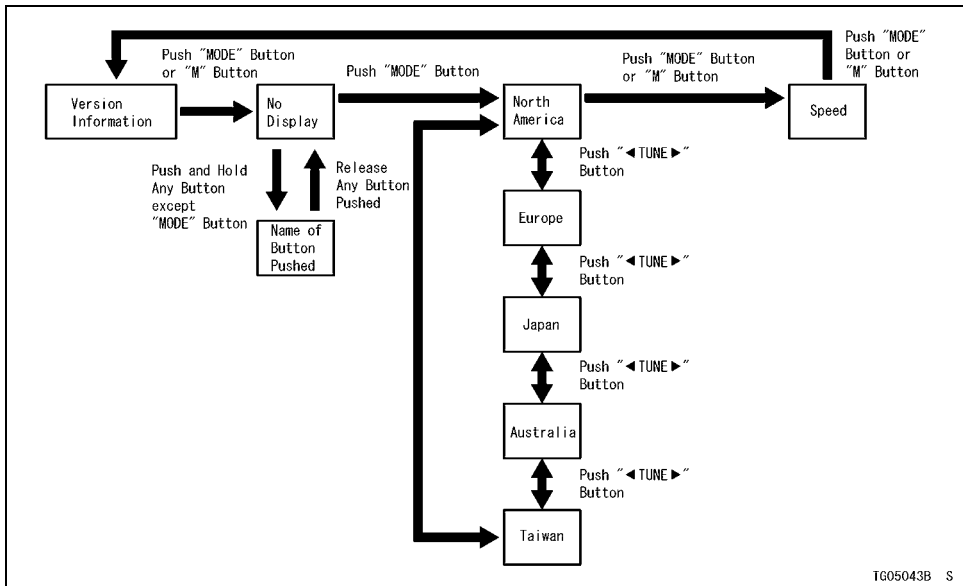 Push "MODE"
Button or
"M" Button
Push "MODE" Button
or "M" Button
Push "MODE" Button
Push "MODE" Button
or "M" Button
Version
Information
No
Display
North
America
Speed
Push and Hold
Any Button
except
"MODE" Button
Release
Any Button
Pushed
Name of
Button
Pushed
Push "◄TUNE►"
Button
Europe
Push "◄TUNE►"
Button
Japan
Push "◄TUNE►"
Button
Australia
Push "◄TUNE►"
Button
Taiwan
TG05043B S